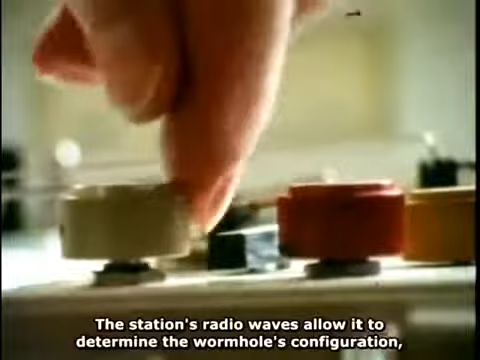 The station's radio waves allow it to
determine the wormhole's configuration,